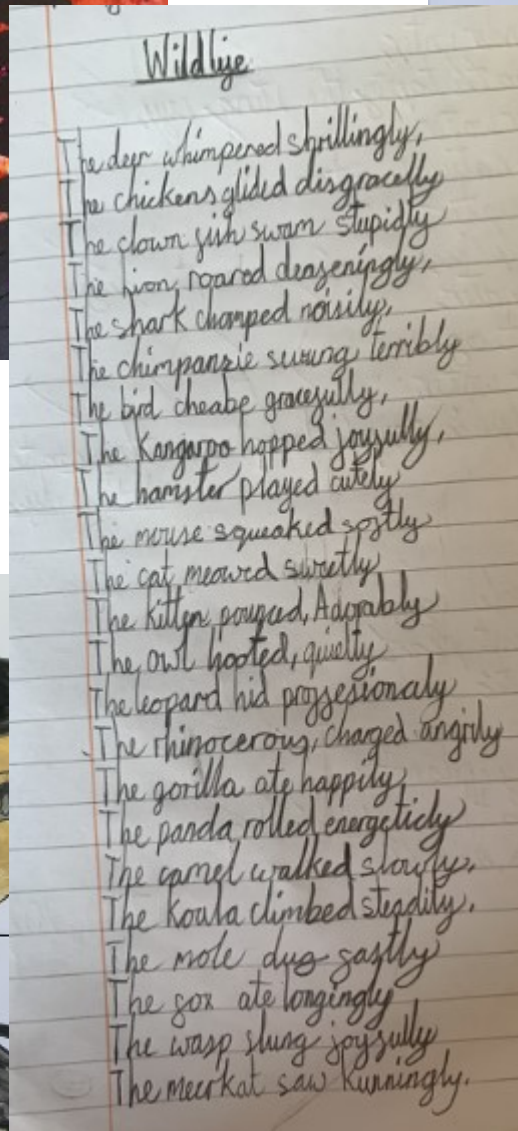 Wildlife
The deer whimpered shrillingly,
The chickens glided disgracelly
The clown fish swam stupidly
The lion, roared deafeningly,
The shark chomped noisily,
The chimpanzie swung terribly
The bird cheabe gracefully,
The Kangaroo hopped joyfully,
The hamster played cutely
The mouse squeaked softly
The cat meowed sweetly
The kitten pounced, Adorably
The owl hooted, quietly
The leopard hid proffesionaly
The rhinocerous, charged angrily
The gorilla ate happily,
The panda rolled energeticly
The camel walked slowly,
The Koala climbed steadily,
The mole dug fastly
The fox ate longingly
The wasp stung joyfully
The meerkat saw Kunningly.